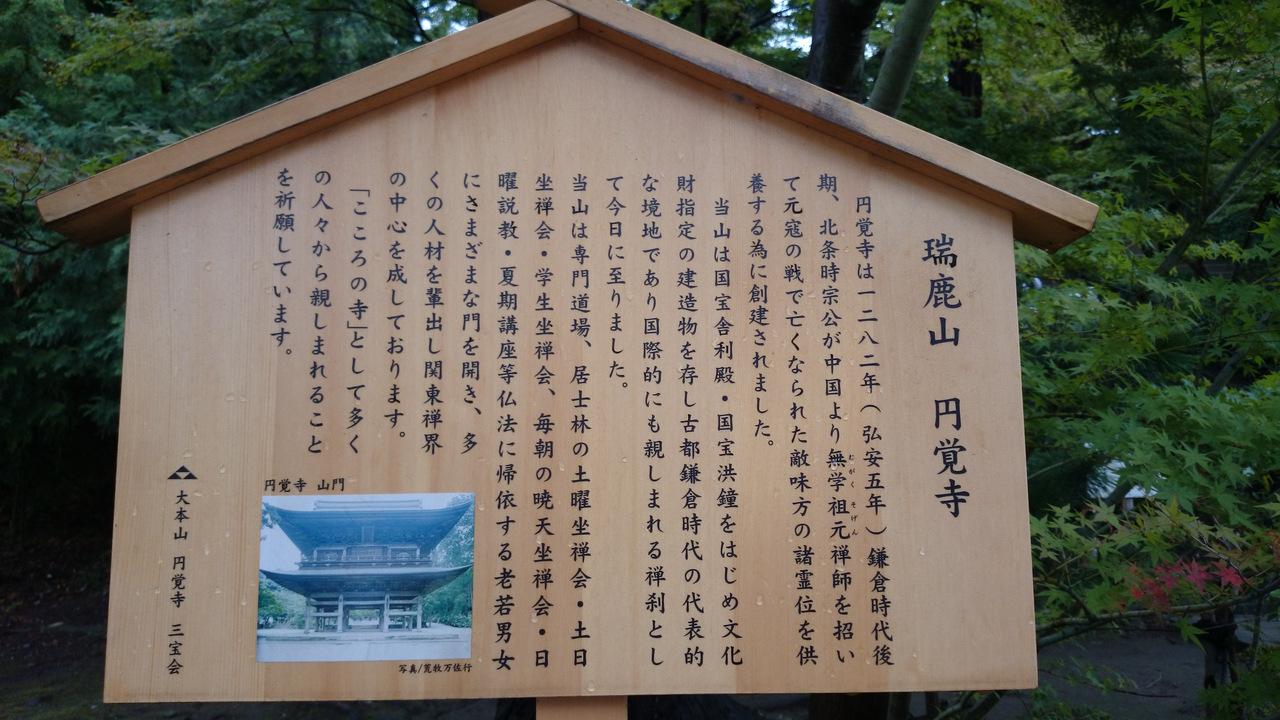 瑞鹿山　円覚寺
円覚寺は一二八二年（弘安五年）鎌倉時代後
期、北条時宗公が中国より無学祖元禅師を招い
むがく そげん
て元寇の戦で亡くなられた敵味方の諸霊位を供
養する為に創建されました。
当山は国宝舎利殿・国宝洪鐘をはじめ文化
財指定の建造物を存し古都鎌倉時代の代表的
な境地であり国際的にも親しまれる禅刹とし
て今日に至りました。
当山は専門道場、居士林の土曜坐禅会・土日
坐禅会・学生坐禅会、毎朝の暁天坐禅会・日
曜説教・夏期講座等仏法に帰依する老若男女
にさまざまな門を開き、多
くの人材を輩出し関東禅界
の中心を成しております。
「こころの寺」として多く
の人々から親しまれること
を祈願しています。
円覚寺 山門
写真/荒牧万佐行
大本山　円覚寺　三宝会